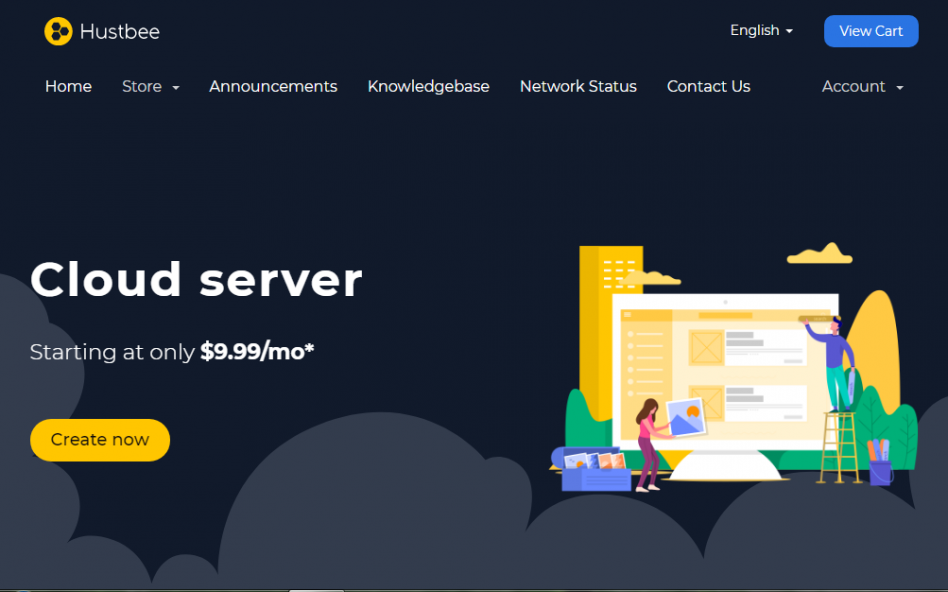 Hustbee
English
View Cart
Home Store Announcements Knowledgebase Network Status Contact Us Account
Cloud server
Starting at only $9.99/mo*
Create now